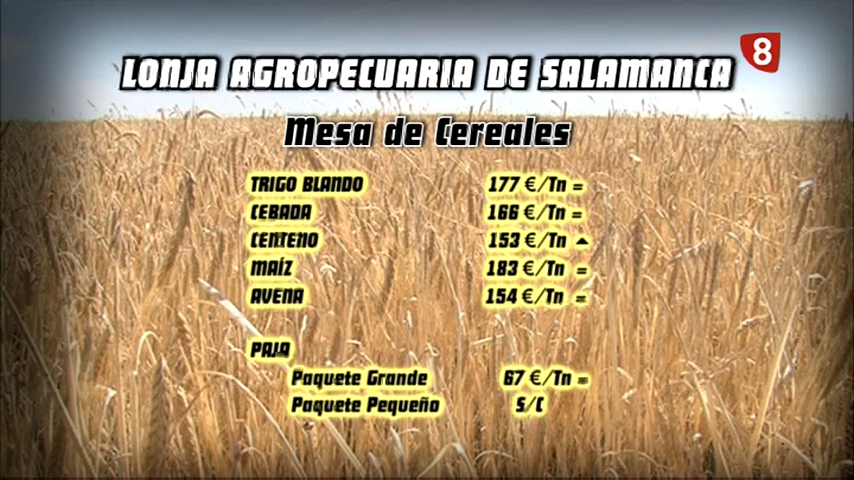 8
LONJA AGROPECUARIA DE SALAMANCA
Mesa de Cereales
TRIGO BLANDO 177 €/Tn =
CEBADA 166 €/Tn =
CENTENO 153 €/Tn ▲
MAÍZ 183 €/Tn =
AVENA 154 €/Tn =
PAJA
Paquete Grande 67 €/Tn =
Paquete Pequeño S/C